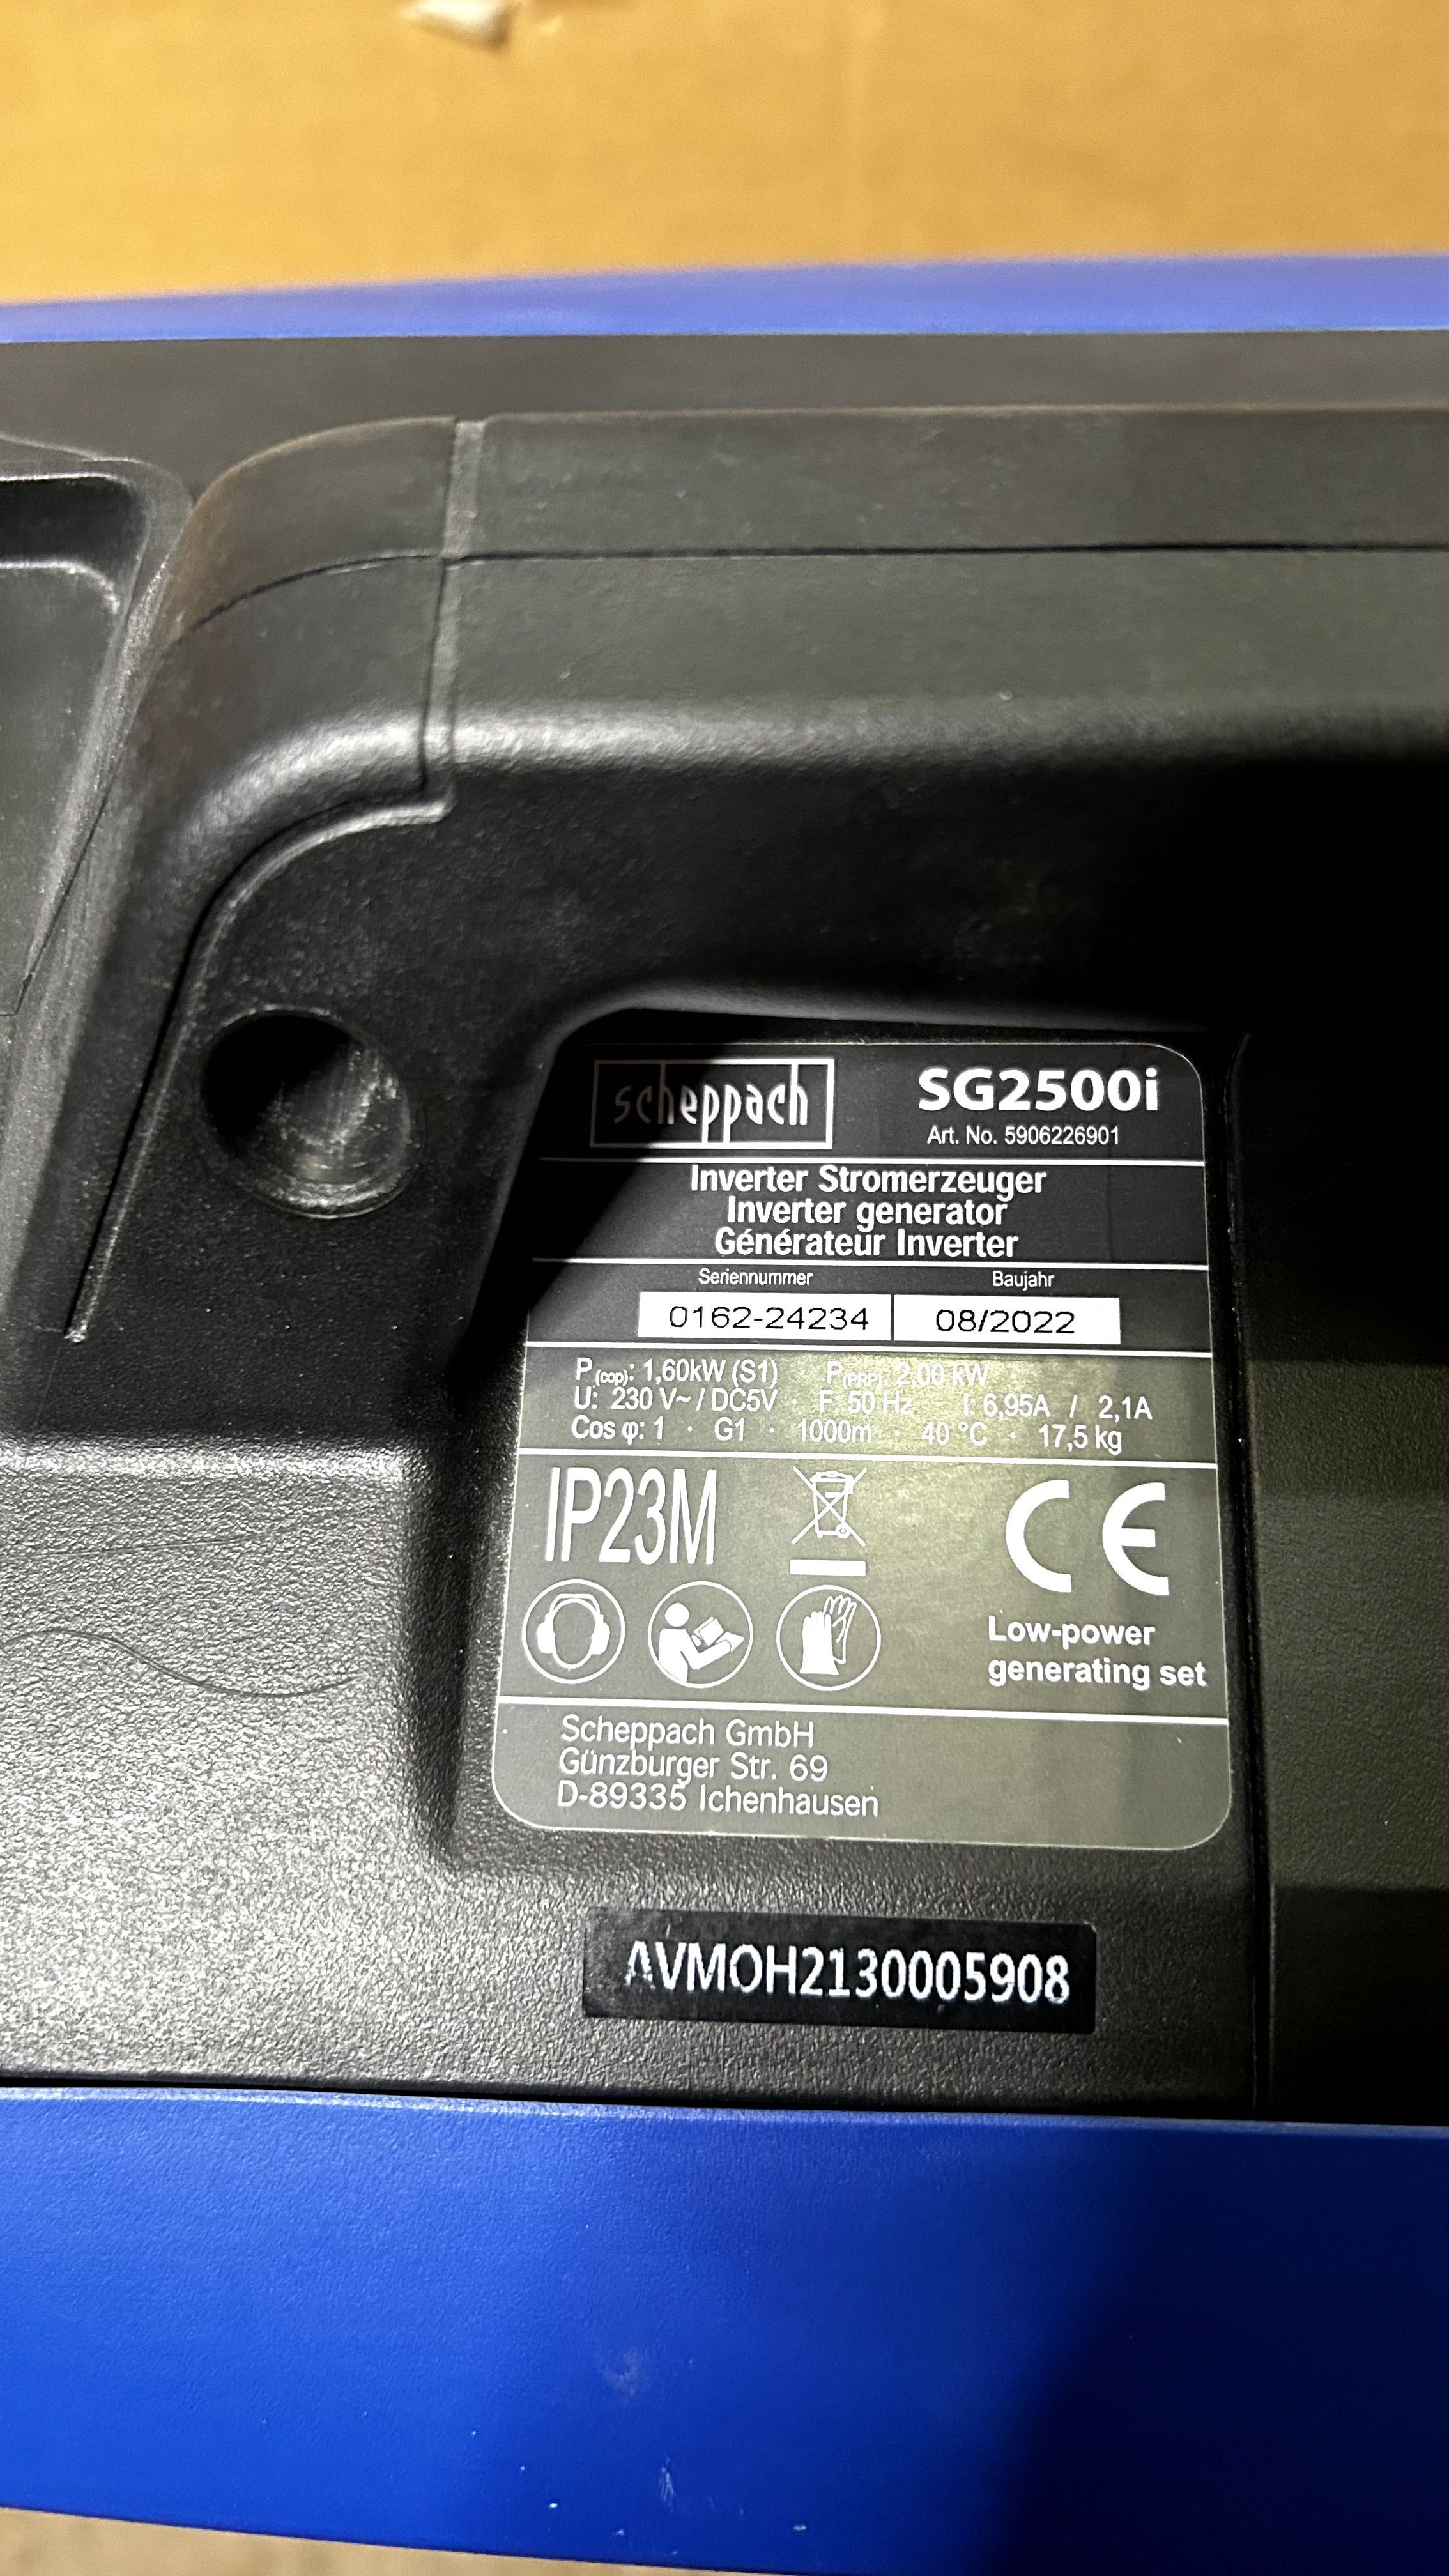 scheppach
SG2500i
Art. No. 5906226901
Inverter Stromerzeuger
Inverter generator
Générateur Inverter
Seriennummer Baujahr
0162-24234 08/2022
P(cop): 1,60kW (S1) · P(PRP): 2,00 kW
U: 230 V~ / DC5V · F: 50 Hz · I: 6,95A / 2,1A
Cos φ: 1 · G1 · 1000m · 40 °C · 17,5 kg
IP23M
CE
Low-power
generating set
Scheppach GmbH
Günzburger Str. 69
D-89335 Ichenhausen
AVMOH2130005908